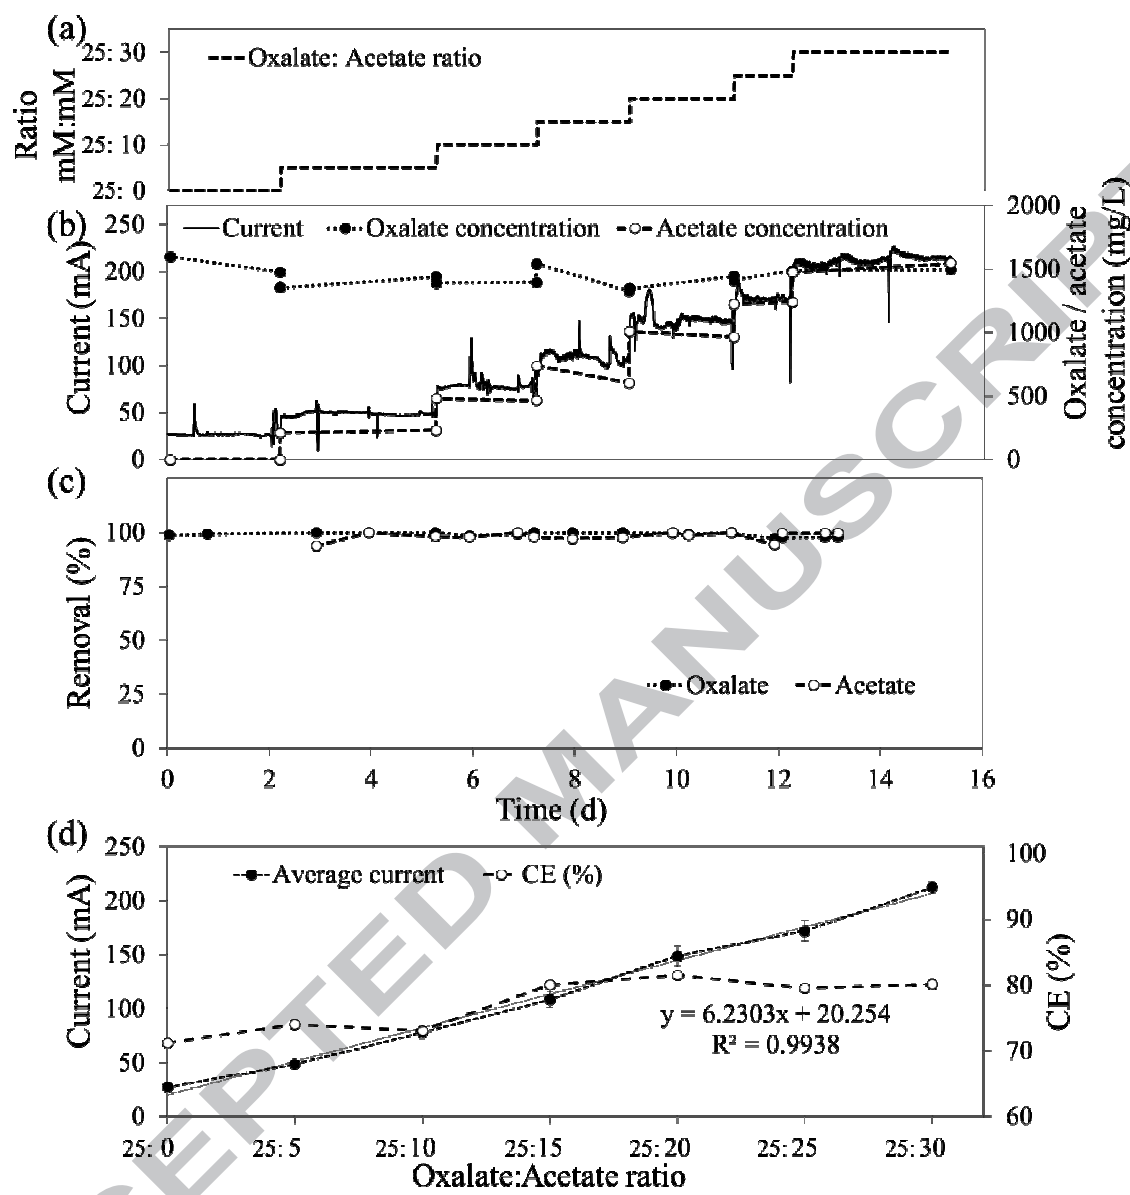 (a)
25: 30
25: 20
25: 10
25: 0
Ratio
mM:mM
Oxalate: Acetate ratio
(b)
250
200
150
100
50
0
Current (mA)
Current
Oxalate concentration
Acetate concentration
2000
1500
1000
500
0
Oxalate / acetate
concentration (mg/L)
(c)
100
75
50
25
0
Removal (%)
Oxalate
Acetate
0 2 4 6 8 10 12 14 16
Time (d)
(d)
250
200
150
100
50
0
Current (mA)
Average current
CE (%)
y = 6.2303x + 20.254
R² = 0.9938
100
90
80
70
60
CE (%)
25: 0 25: 5 25:10 25:15 25:20 25:25 25:30
Oxalate:Acetate ratio
EPTED MANUSCRIPT